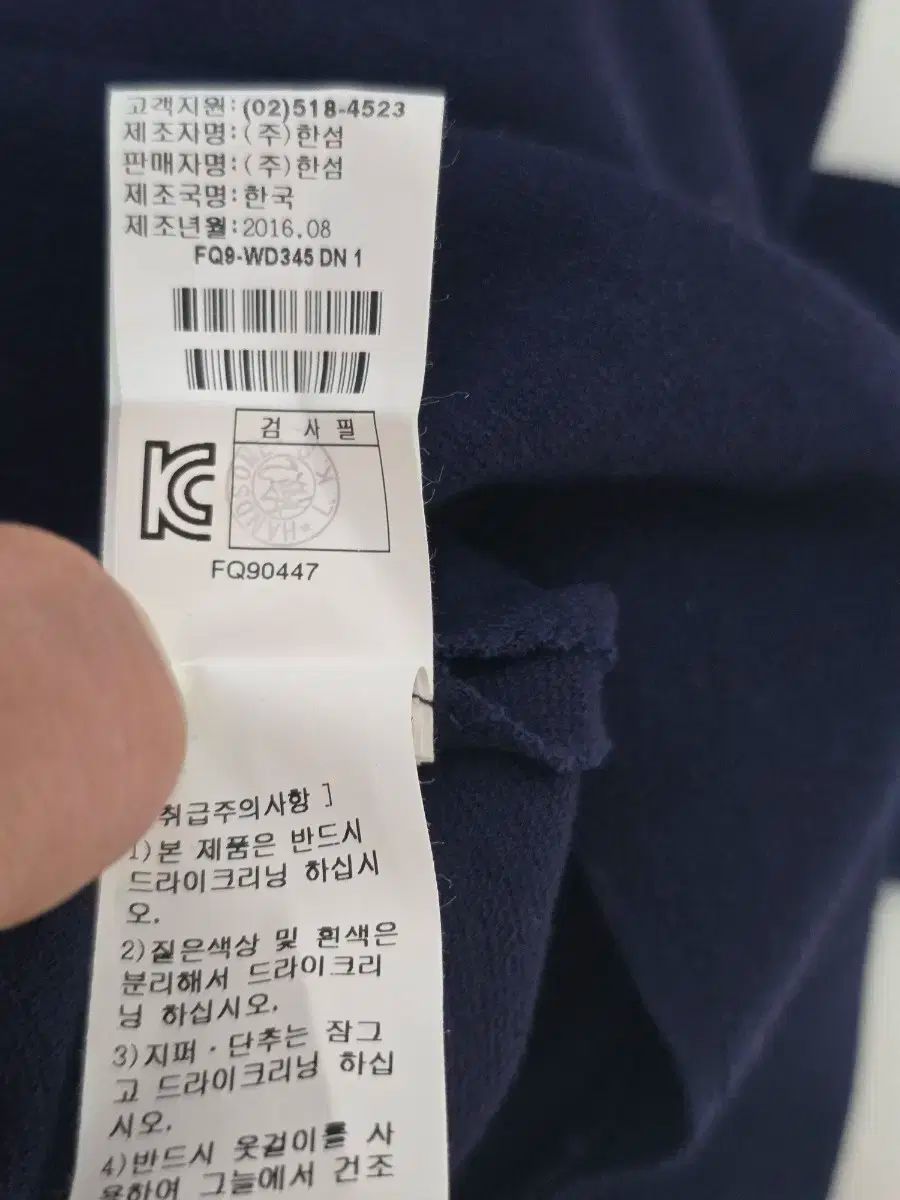 고객지원:(02)518-4523
제조자명:(주)한섬
판매자명:(주)한섬
제조국명:한국
제조년월:2016.08
FQ9-WD345 DN 1
검 사 필
KC
HANDSOME
FQ90447
취급주의사항 ]
1)본 제품은 반드시
드라이크리닝 하십시
오.
2)짙은색상 및 흰색은
분리해서 드라이크리
닝 하십시오.
3)지퍼·단추는 잠그
고 드라이크리닝 하십
시오.
4)반드시 옷걸이를 사
용하여 그늘에서 건조